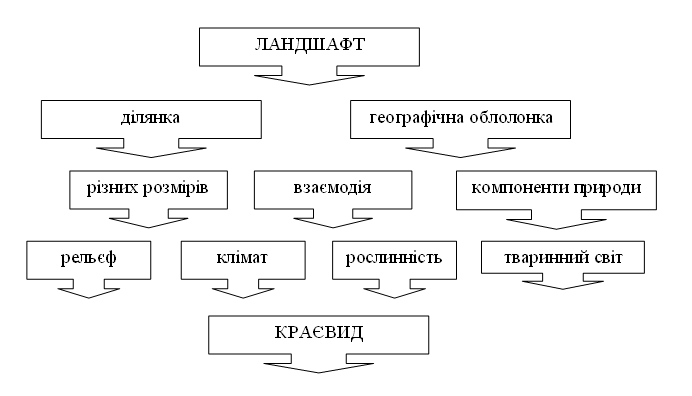 ЛАНДШАФТ
ділянка
географічна облолонка
різних розмірів
взаємодія
компоненти природи
рельєф
клімат
рослинність
тваринний світ
КРАЄВИД